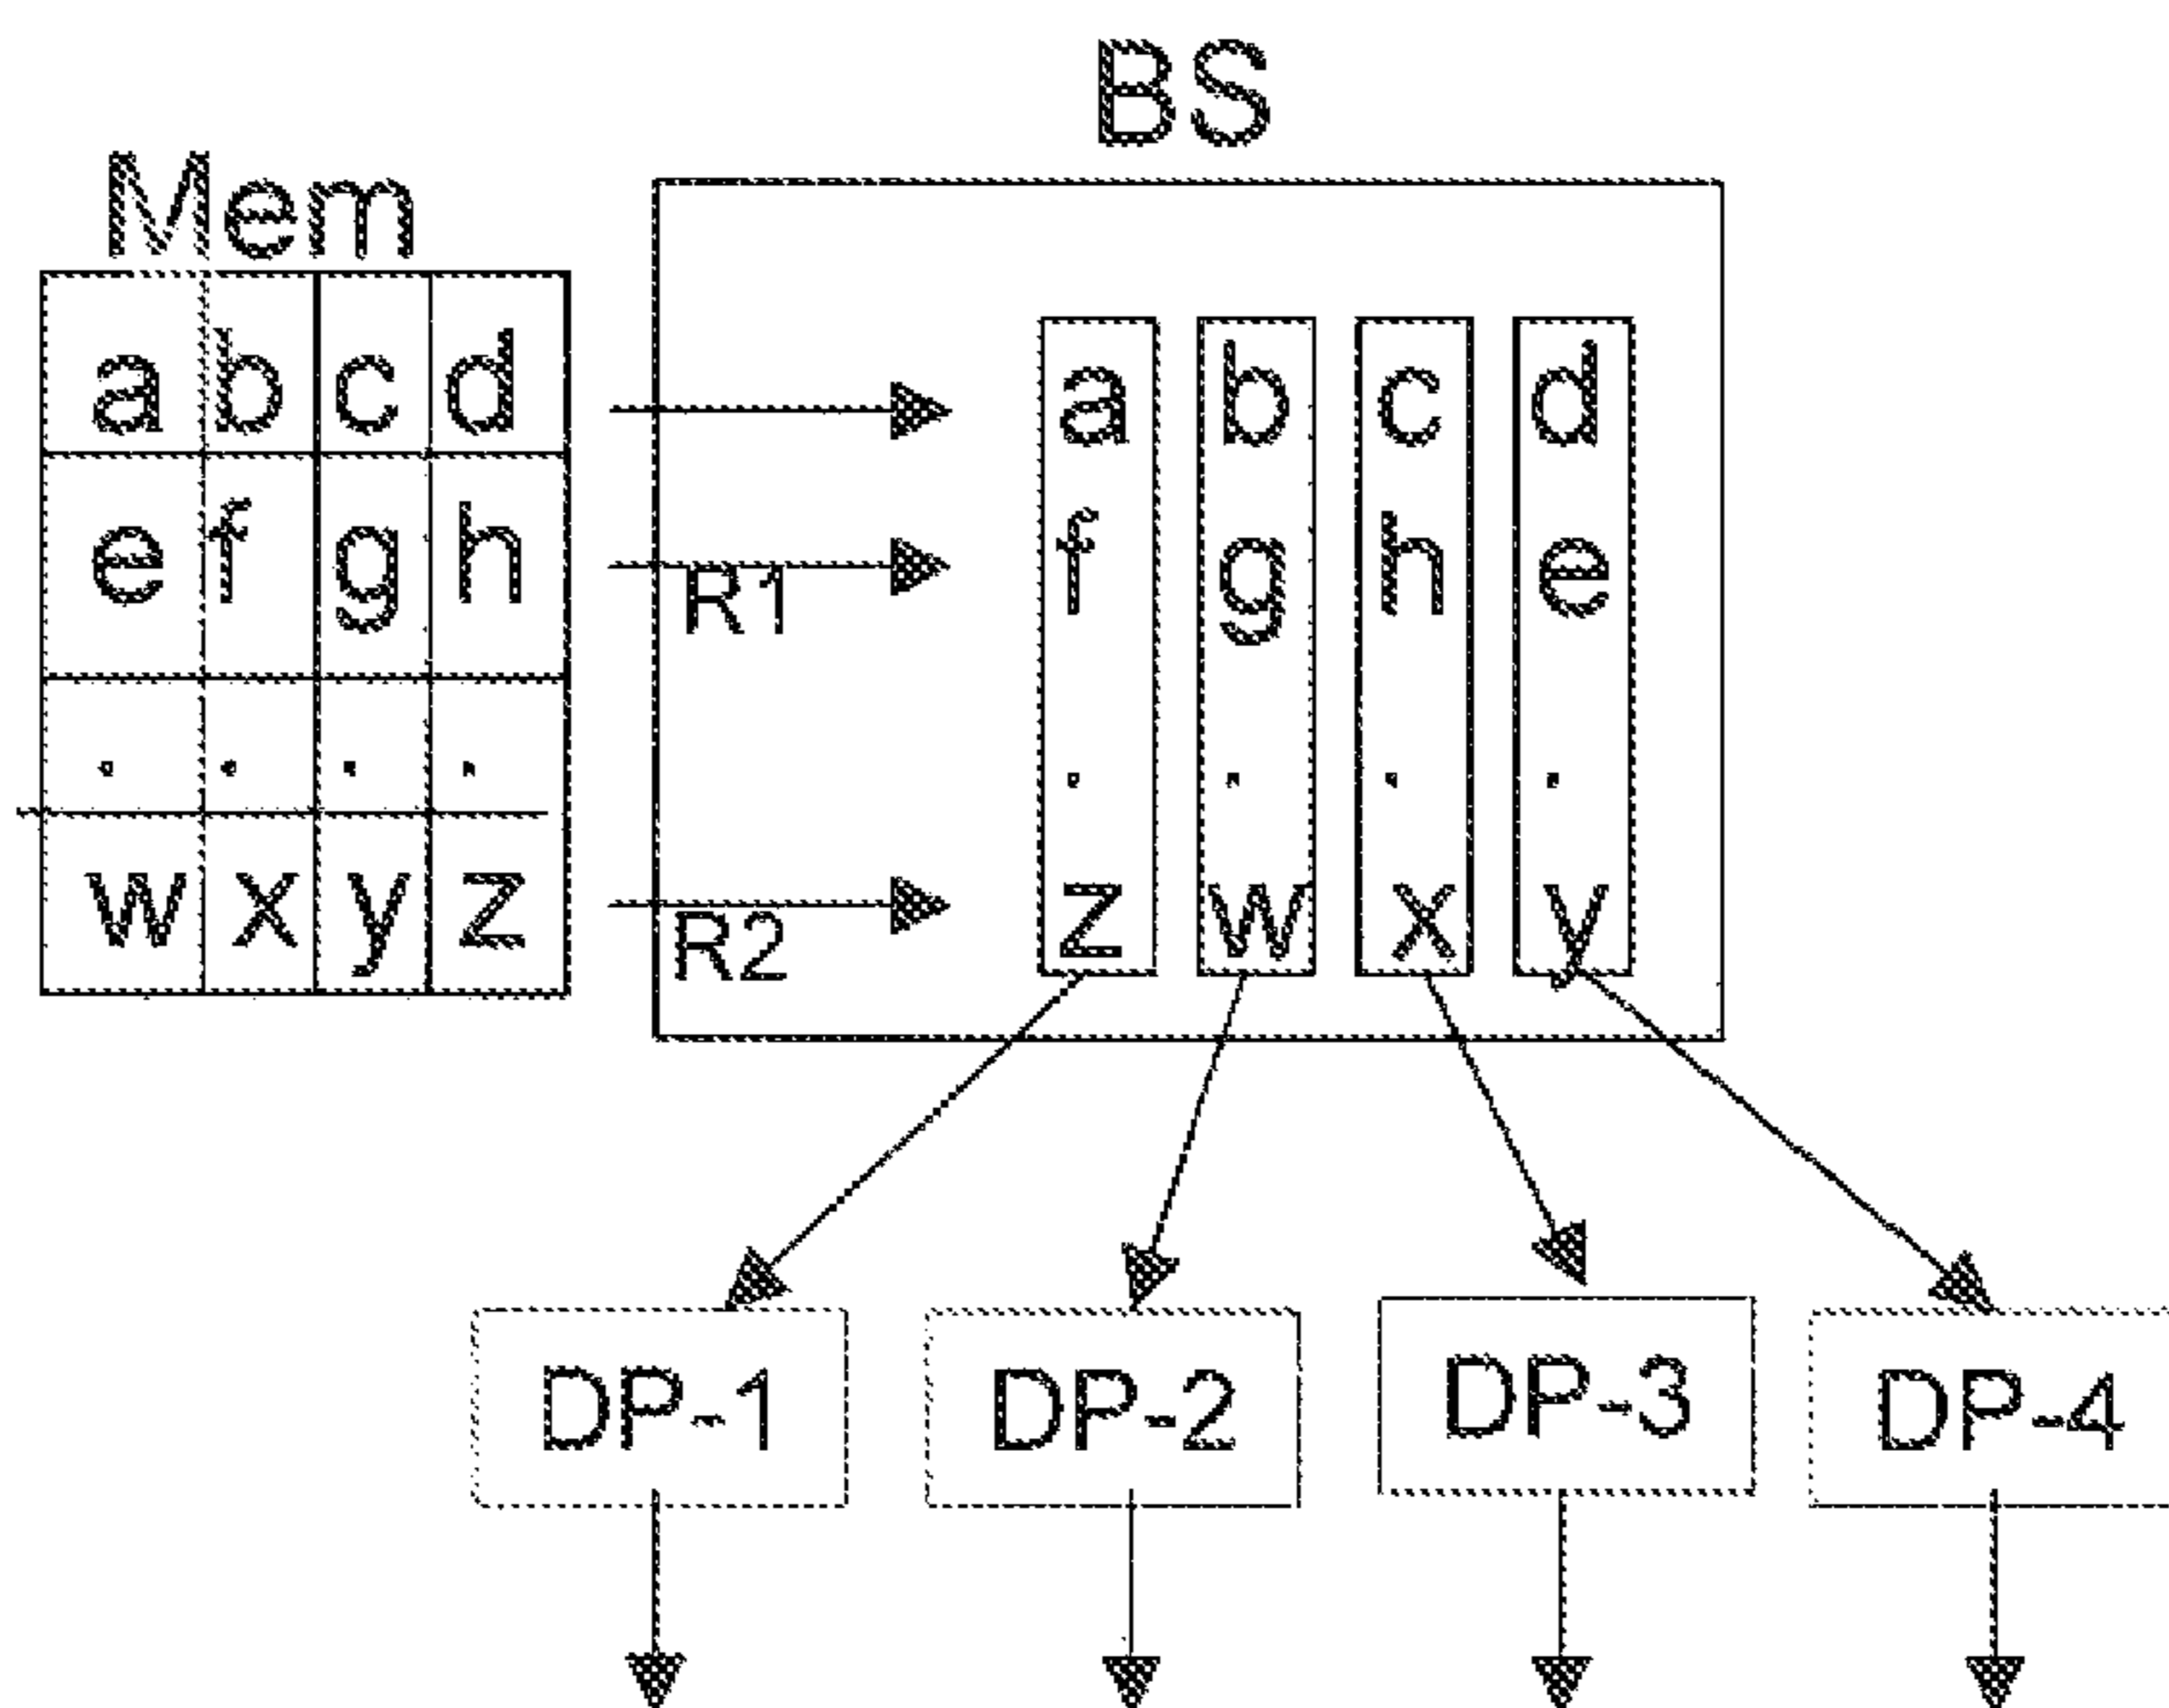 BS
Mem
a b c d
a b c d
e f g h
R1
f g h e
. . . .
. . . .
w x y z
R2
z w x y
DP-1 DP-2 DP-3 DP-4